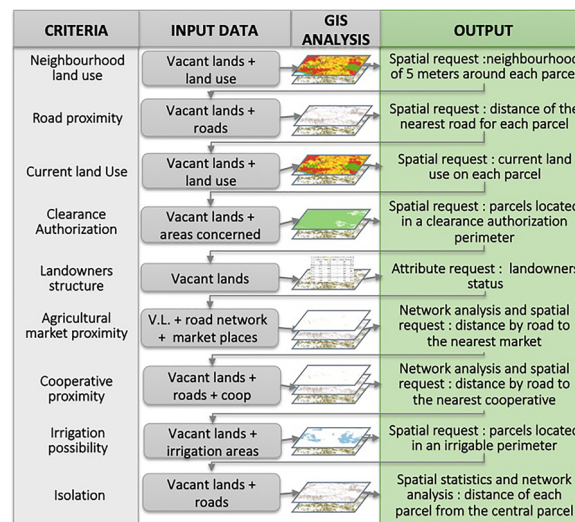 CRITERIA
INPUT DATA
GIS
ANALYSIS
OUTPUT
Neighbourhood
land use
Vacant lands +
land use
Spatial request :neighbourhood
of 5 meters around each parcel
Road proximity
Vacant lands +
roads
Spatial request : distance of the
nearest road for each parcel
Current land Use
Vacant lands +
land use
Spatial request : current land
use on each parcel
Clearance
Authorization
Vacant lands +
areas concerned
Spatial request : parcels located
in a clearance authorization
perimeter
Landowners
structure
Vacant lands
Attribute request : landowners
status
Agricultural
market proximity
V.L. + road network
+ market places
Network analysis and spatial
request : distance by road to
the nearest market
Cooperative
proximity
Vacant lands +
roads + coop
Network analysis and spatial
request : distance by road to
the nearest cooperative
Irrigation
possibility
Vacant lands +
irrigation areas
Spatial request : parcels located
in an irrigable perimeter
Isolation
Vacant lands +
roads
Spatial statistics and network
analysis : distance of each
parcel from the central parcel